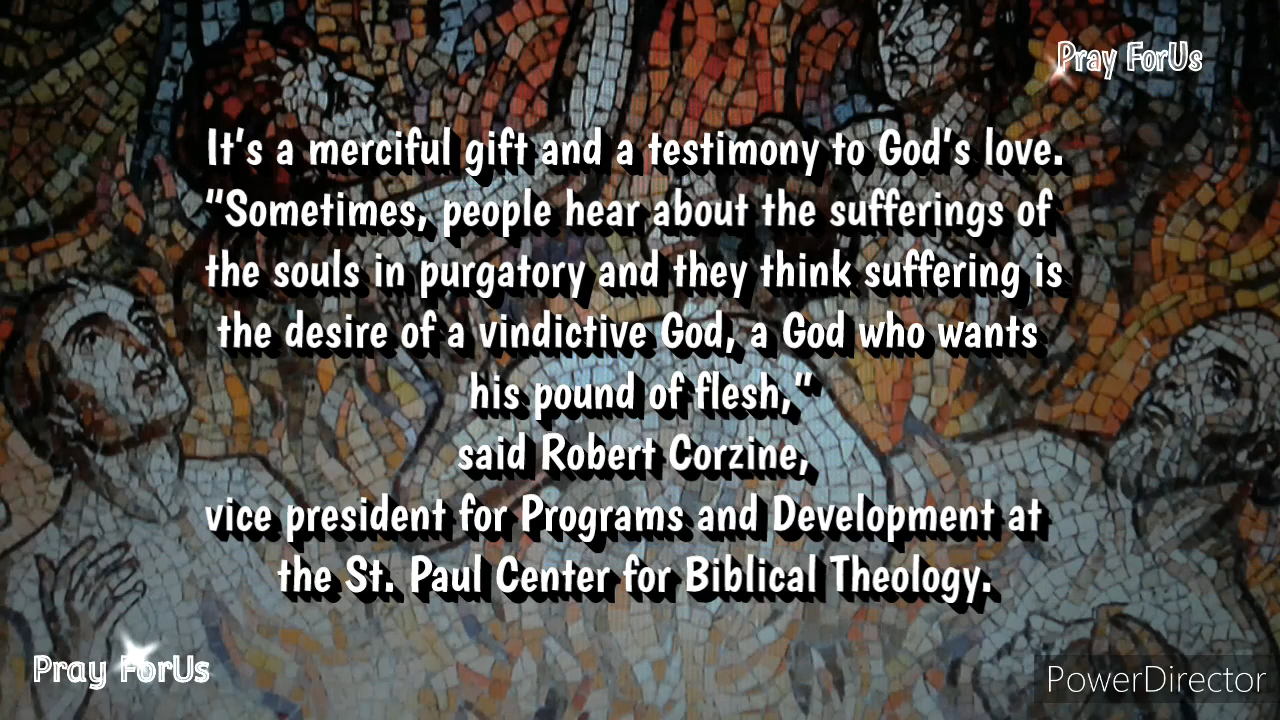 Pray ForUs
It's a merciful gift and a testimony to God's love.
"Sometimes, people hear about the sufferings of
the souls in purgatory and they think suffering is
the desire of a vindictive God, a God who wants
his pound of flesh,"
said Robert Corzine,
vice president for Programs and Development at
the St. Paul Center for Biblical Theology.
Pray ForUs
PowerDirector